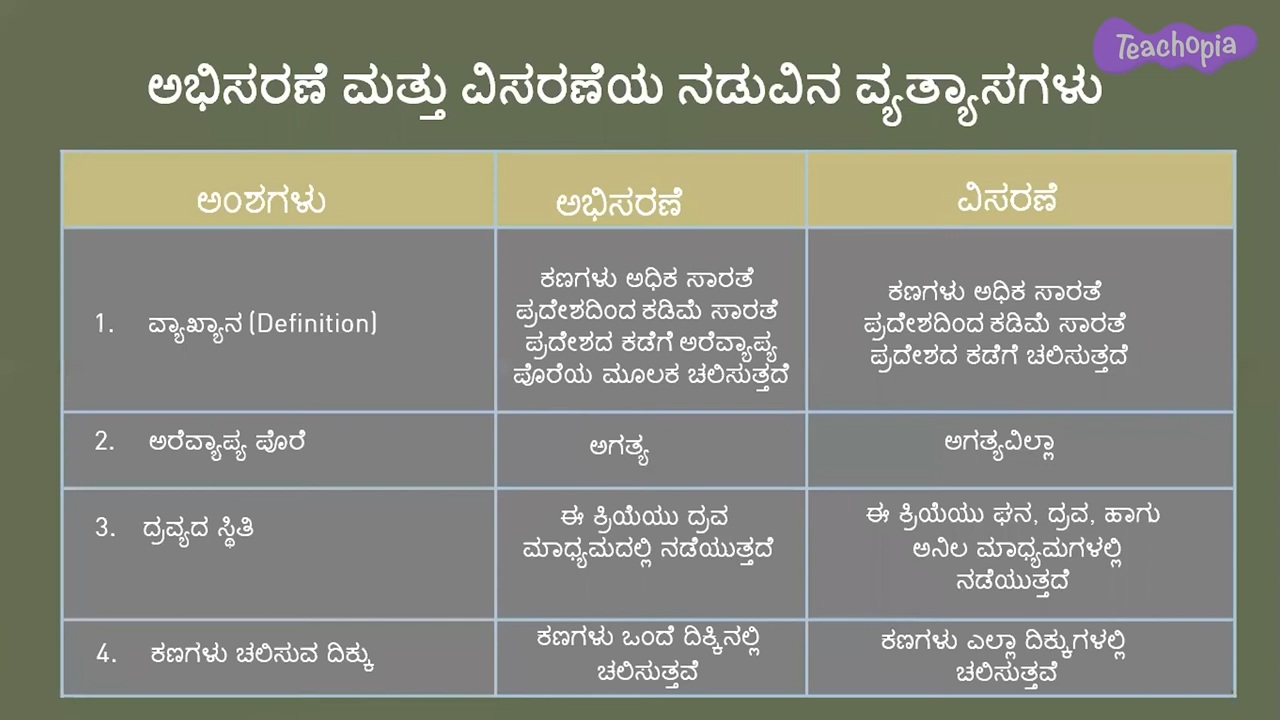 Teachopia
ಅಭಿಸರಣೆ ಮತ್ತು ವಿಸರಣೆಯ ನಡುವಿನ ವ್ಯತ್ಯಾಸಗಳು
ಅಂಶಗಳು
ಅಭಿಸರಣೆ
ವಿಸರಣೆ
1. ವ್ಯಾಖ್ಯಾನ (Definition)
ಕಣಗಳು ಅಧಿಕ ಸಾರತೆ
ಪ್ರದೇಶದಿಂದ ಕಡಿಮೆ ಸಾರತೆ
ಪ್ರದೇಶದ ಕಡೆಗೆ ಅರೆವ್ಯಾಪ್ಯ
ಪೊರೆಯ ಮೂಲಕ ಚಲಿಸುತ್ತದೆ
ಕಣಗಳು ಅಧಿಕ ಸಾರತೆ
ಪ್ರದೇಶದಿಂದ ಕಡಿಮೆ ಸಾರತೆ
ಪ್ರದೇಶದ ಕಡೆಗೆ ಚಲಿಸುತ್ತದೆ
2. ಅರೆವ್ಯಾಪ್ಯ ಪೊರೆ
ಅಗತ್ಯ
ಅಗತ್ಯವಿಲ್ಲಾ
3. ದ್ರವ್ಯದ ಸ್ಥಿತಿ
ಈ ಕ್ರಿಯೆಯು ದ್ರವ
ಮಾಧ್ಯಮದಲ್ಲಿ ನಡೆಯುತ್ತದೆ
ಈ ಕ್ರಿಯೆಯು ಘನ, ದ್ರವ, ಹಾಗು
ಅನಿಲ ಮಾಧ್ಯಮಗಳಲ್ಲಿ
ನಡೆಯುತ್ತದೆ
4. ಕಣಗಳು ಚಲಿಸುವ ದಿಕ್ಕು
ಕಣಗಳು ಒಂದೆ ದಿಕ್ಕಿನಲ್ಲಿ
ಚಲಿಸುತ್ತವೆ
ಕಣಗಳು ಎಲ್ಲಾ ದಿಕ್ಕುಗಳಲ್ಲಿ
ಚಲಿಸುತ್ತವೆ